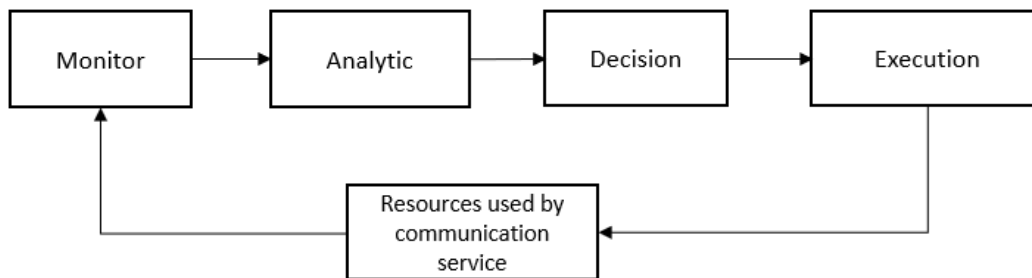 Monitor
Analytic
Decision
Execution
Resources used by
communication
service